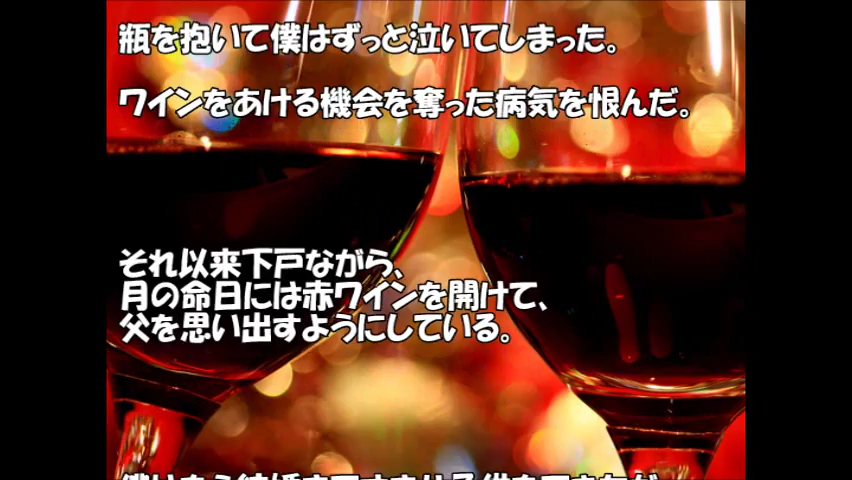 瓶を抱いて僕はずっと泣いてしまった。
ワインをあける機会を奪った病気を恨んだ。
それ以来下戸ながら、
月の命日には赤ワインを開けて、
父を思い出すようにしている。